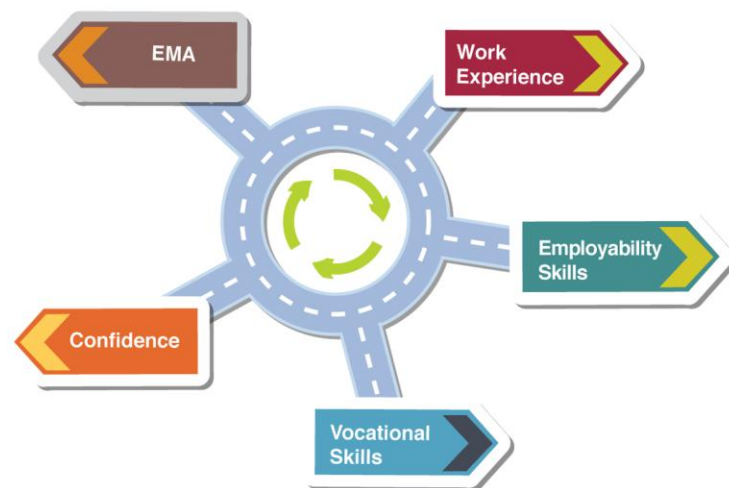 EMA
Work
Experience
Employability
Skills
Vocational
Skills
Confidence